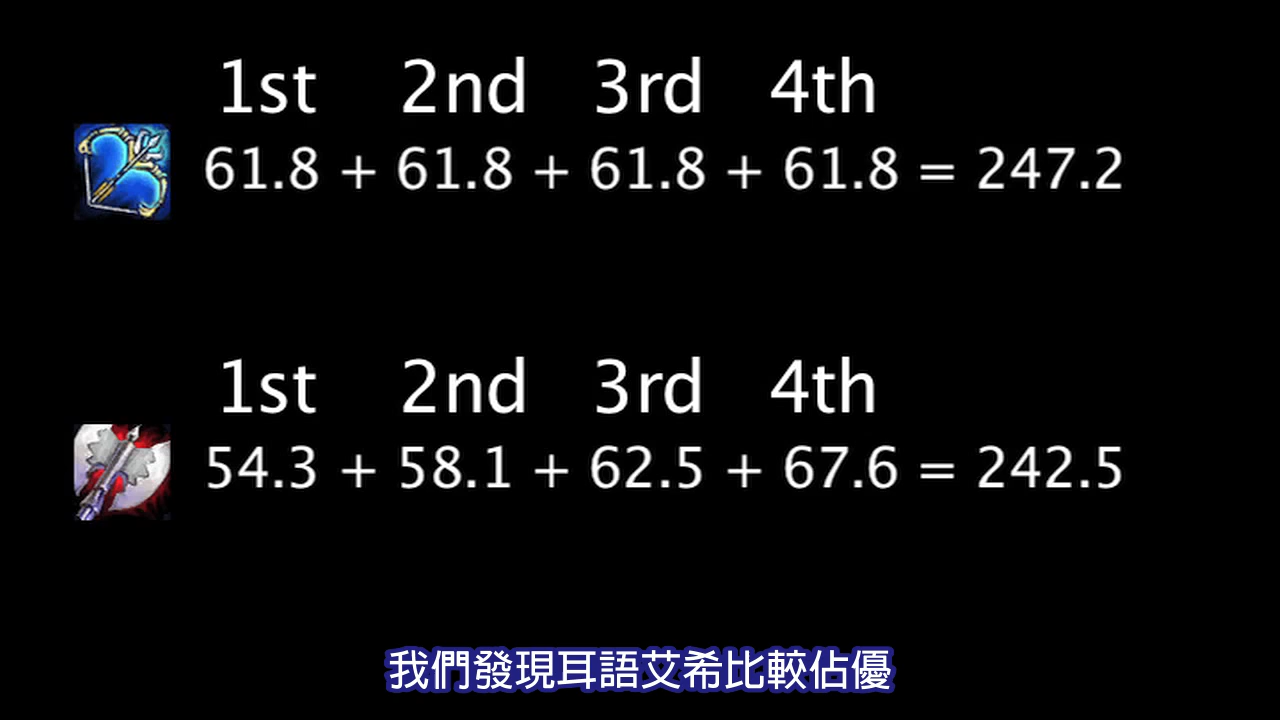 1st 2nd 3rd 4th
61.8 + 61.8 + 61.8 + 61.8 = 247.2
1st 2nd 3rd 4th
54.3 + 58.1 + 62.5 + 67.6 = 242.5
我們發現耳語艾希比較佔優